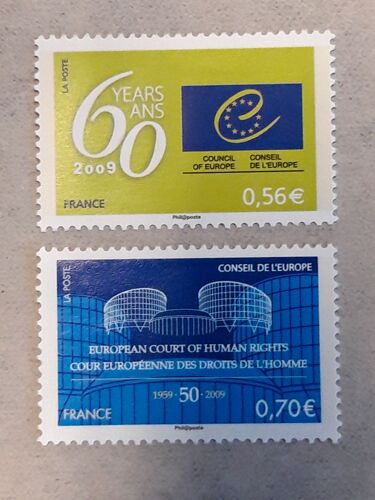 LA POSTE
60 YEARS
ANS
2009
COUNCIL CONSEIL
OF EUROPE DE L'EUROPE
FRANCE
0,56€
Phil@poste
LA POSTE
CONSEIL DE L'EUROPE
EUROPEAN COURT OF HUMAN RIGHTS
COUR EUROPÉENNE DES DROITS DE L'HOMME
1959 · 50 · 2009
FRANCE
0,70€
Phil@poste